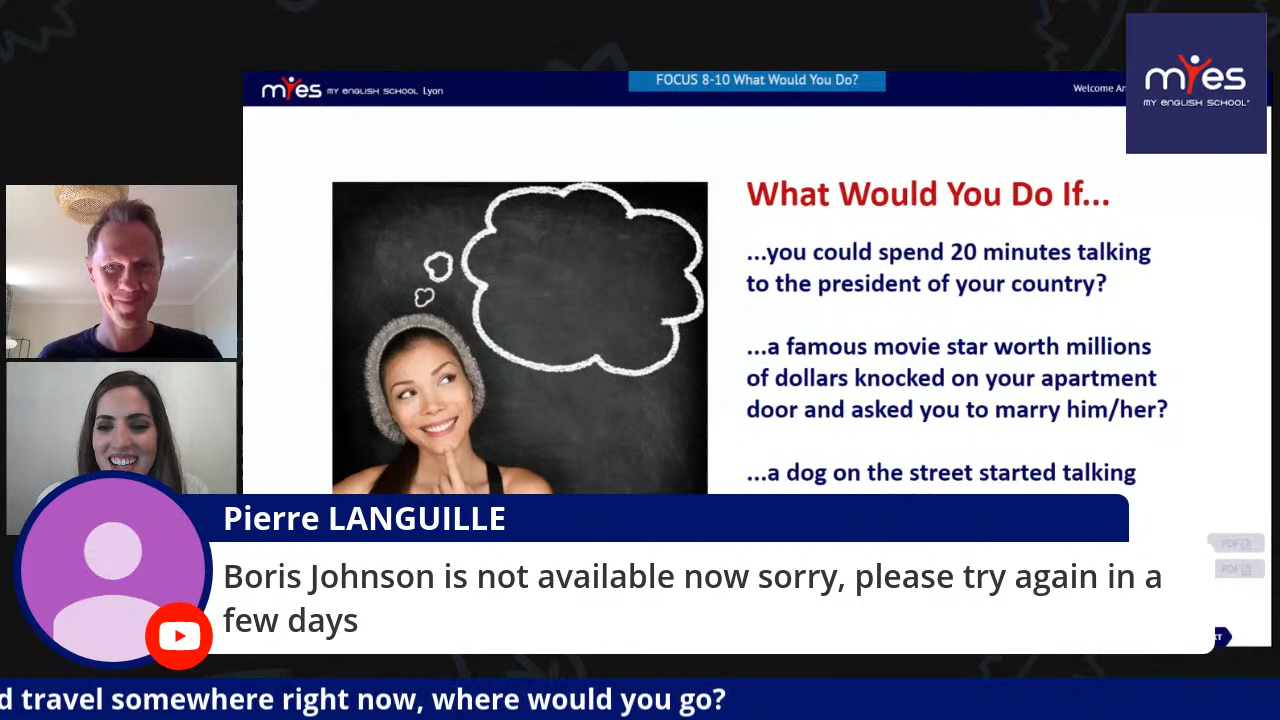 FOCUS 8-10 What Would You Do?
myes MY ENGLISH SCHOOL Lyon
Welcome
myes
MY ENGLISH SCHOOL
What Would You Do If...
...you could spend 20 minutes talking
to the president of your country?
...a famous movie star worth millions
of dollars knocked on your apartment
door and asked you to marry him/her?
...a dog on the street started talking
Pierre LANGUILLE
Boris Johnson is not available now sorry, please try again in a
few days
PDF
PDF
d travel somewhere right now, where would you go?